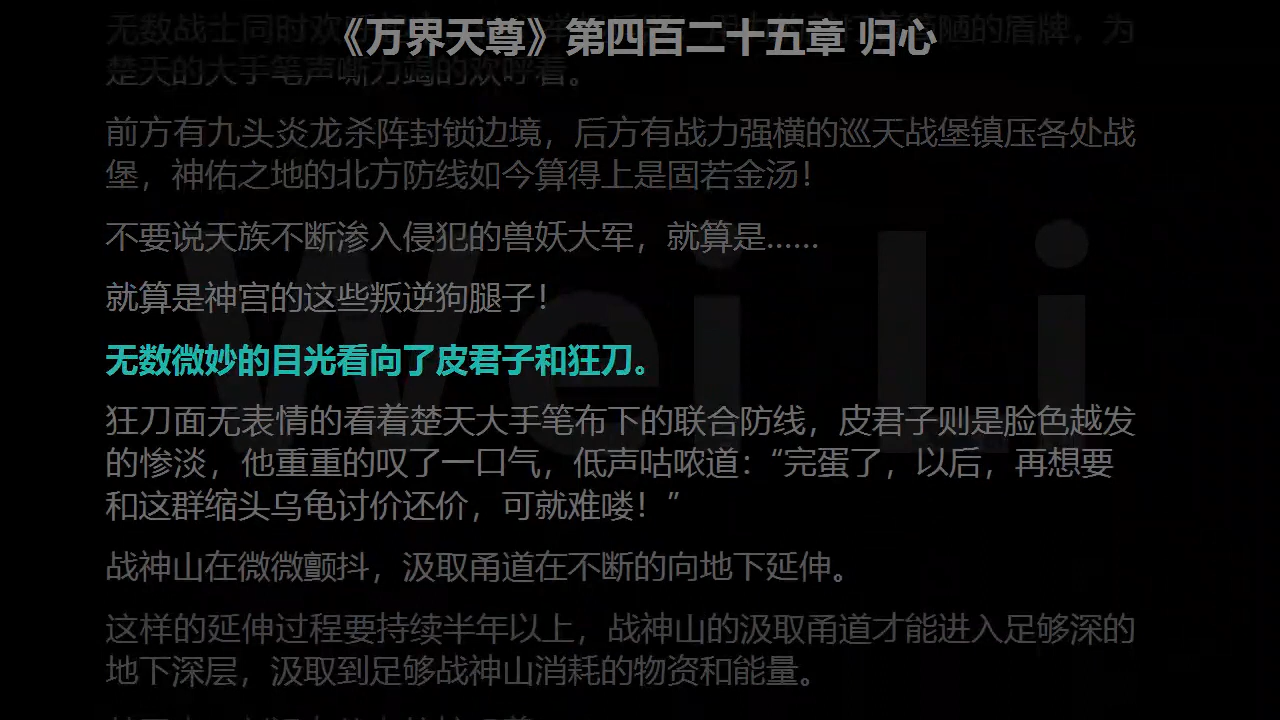 《万界天尊》第四百二十五章 归心
无数战士同时欢
陋的盾牌，为
楚天的大手笔声嘶力竭的欢呼着。
前方有九头炎龙杀阵封锁边境，后方有战力强横的巡天战堡镇压各处战
堡，神佑之地的北方防线如今算得上是固若金汤！
不要说天族不断渗入侵犯的兽妖大军，就算是……
就算是神宫的这些叛逆狗腿子！
无数微妙的目光看向了皮君子和狂刀。
狂刀面无表情的看着楚天大手笔布下的联合防线，皮君子则是脸色越发
的惨淡，他重重的叹了一口气，低声咕哝道：“完蛋了，以后，再想要
和这群缩头乌龟讨价还价，可就难喽！”
战神山在微微颤抖，汲取甬道在不断的向地下延伸。
这样的延伸过程要持续半年以上，战神山的汲取甬道才能进入足够深的
地下深层，汲取到足够战神山消耗的物资和能量。
Wei Li